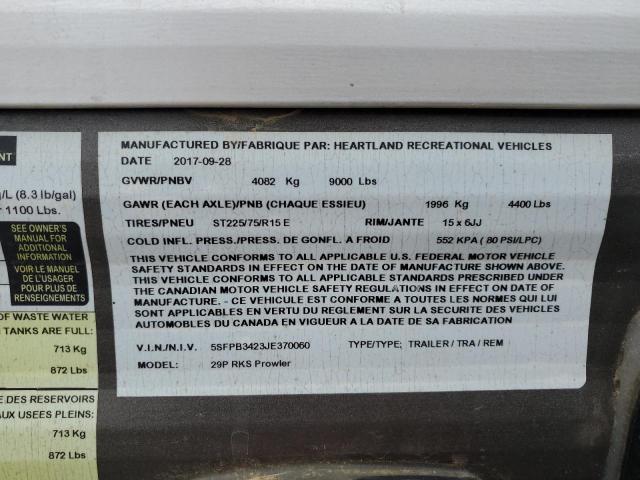 MANUFACTURED BY/FABRIQUE PAR: HEARTLAND RECREATIONAL VEHICLES
DATE 2017-09-28
GVWR/PNBV 4082 Kg 9000 Lbs
GAWR (EACH AXLE)/PNB (CHAQUE ESSIEU) 1996 Kg 4400 Lbs
TIRES/PNEU ST225/75/R15 E RIM/JANTE 15 x 6JJ
COLD INFL. PRESS./PRESS. DE GONFL. A FROID 552 KPA ( 80 PSI/LPC)
THIS VEHICLE CONFORMS TO ALL APPLICABLE U.S. FEDERAL MOTOR VEHICLE
SAFETY STANDARDS IN EFFECT ON THE DATE OF MANUFACTURE SHOWN ABOVE.
THIS VEHICLE CONFORMS TO ALL APPLICABLE STANDARDS PRESCRIBED UNDER
THE CANADIAN MOTOR VEHICLE SAFETY REGULATIONS IN EFFECT ON DATE OF
MANUFACTURE. - CE VEHICULE EST CONFORME A TOUTES LES NORMES QUI LUI
SONT APPLICABLES EN VERTU DU REGLEMENT SUR LA SECURITE DES VEHICULES
AUTOMOBILES DU CANADA EN VIGUEUR A LA DATE DE SA FABRICATION
V.I.N./N.I.V. 5SFPB3423JE370060 TYPE/TYPE: TRAILER / TRA / REM
MODEL: 29P RKS Prowler
g/L (8.3 lb/gal)
1100 Lbs.
SEE OWNER'S
MANUAL FOR
ADDITIONAL
INFORMATION
VOIR LE MANUEL
DE L'USAGER
POUR PLUS DE
RENSEIGNEMENTS
OF WASTE WATER
TANKS ARE FULL:
713 Kg
872 Lbs
E DES RESERVOIRS
AUX USEES PLEINS:
713 Kg
872 Lbs